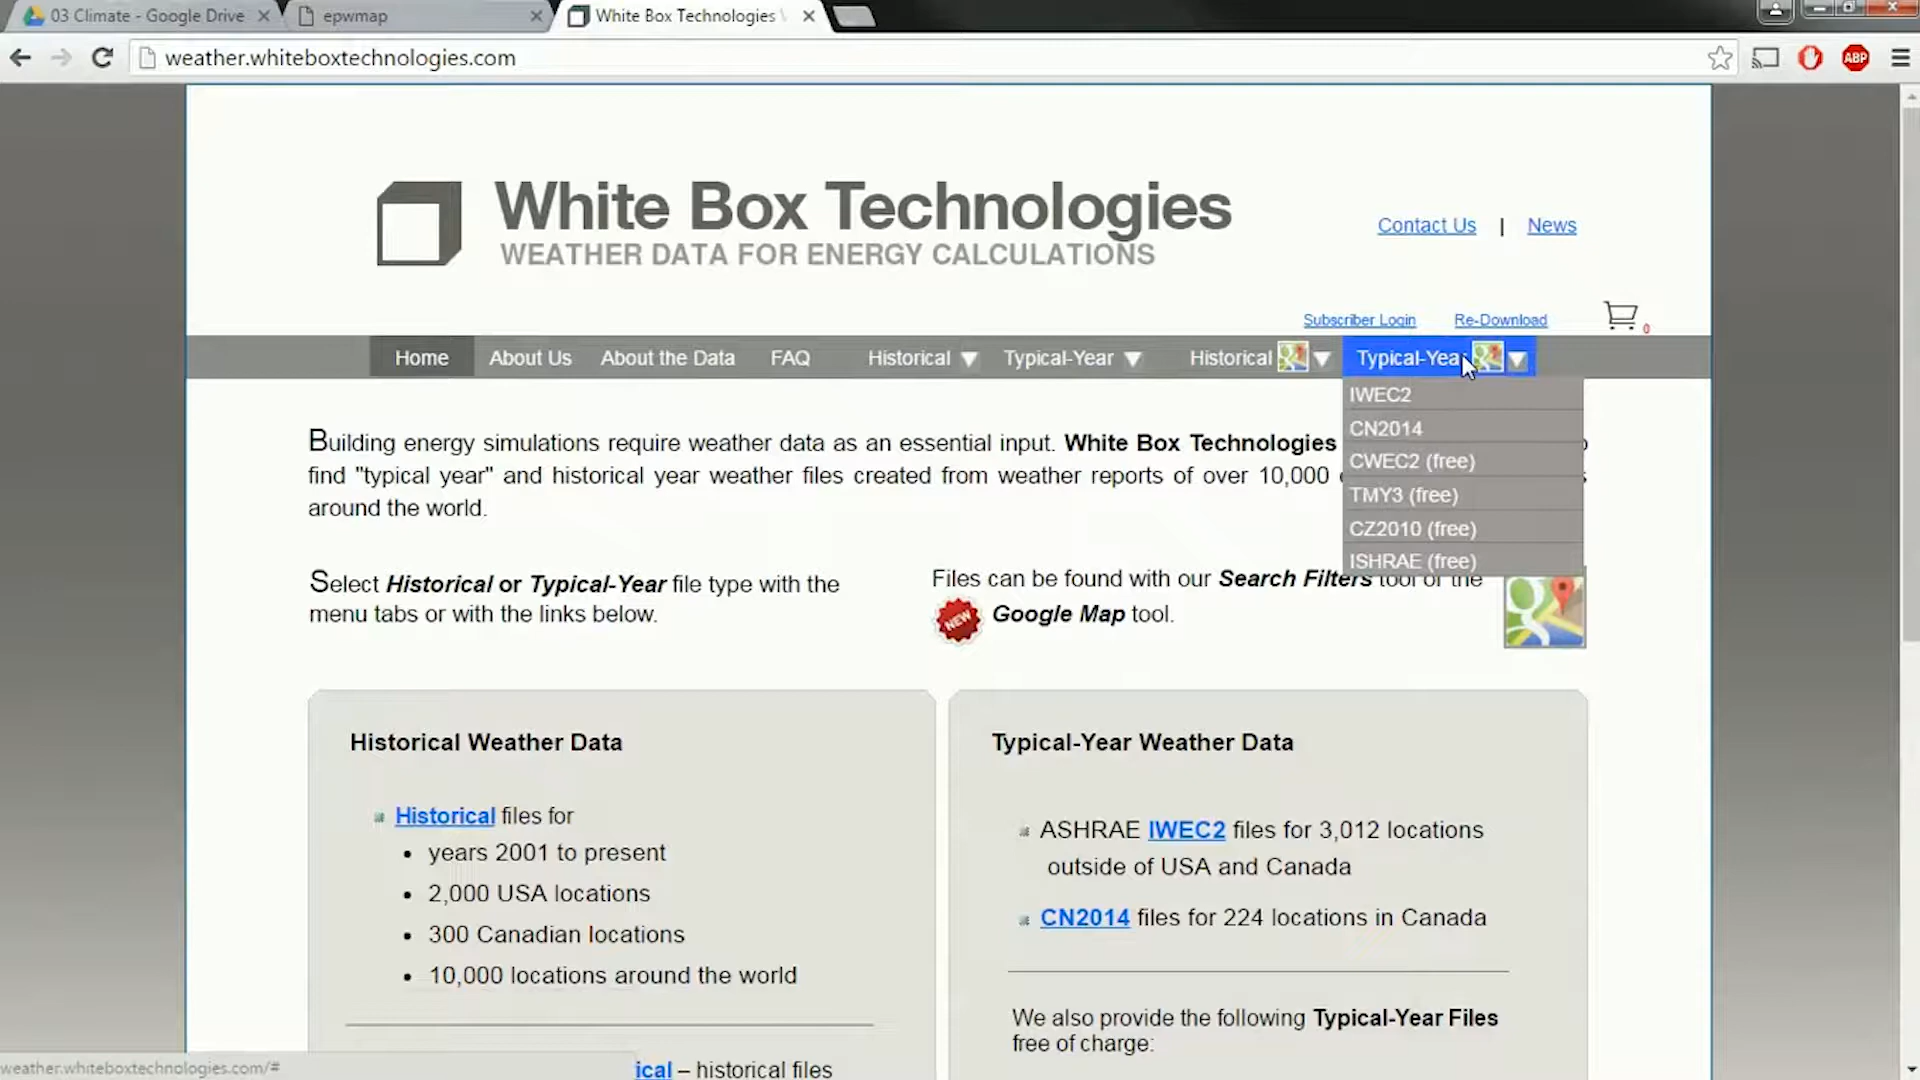 03 Climate - Google Drive
epwmap
White Box Technologies
weather.whiteboxtechnologies.com
ABP
White Box Technologies
WEATHER DATA FOR ENERGY CALCULATIONS
Contact Us | News
Subscriber Login Re-Download 0
Home About Us About the Data FAQ Historical Typical-Year Historical Typical-Year
IWEC2
CN2014
CWEC2 (free)
TMY3 (free)
CZ2010 (free)
ISHRAE (free)
Building energy simulations require weather data as an essential input. White Box Technologies
find "typical year" and historical year weather files created from weather reports of over 10,000
around the world.
Select Historical or Typical-Year file type with the
menu tabs or with the links below.
Files can be found with our Search Filters tool or the
NEW Google Map tool.
Historical Weather Data
Historical files for
• years 2001 to present
• 2,000 USA locations
• 300 Canadian locations
• 10,000 locations around the world
ical – historical files
Typical-Year Weather Data
ASHRAE IWEC2 files for 3,012 locations
outside of USA and Canada
CN2014 files for 224 locations in Canada
We also provide the following Typical-Year Files
free of charge:
weather.whiteboxtechnologies.com/#